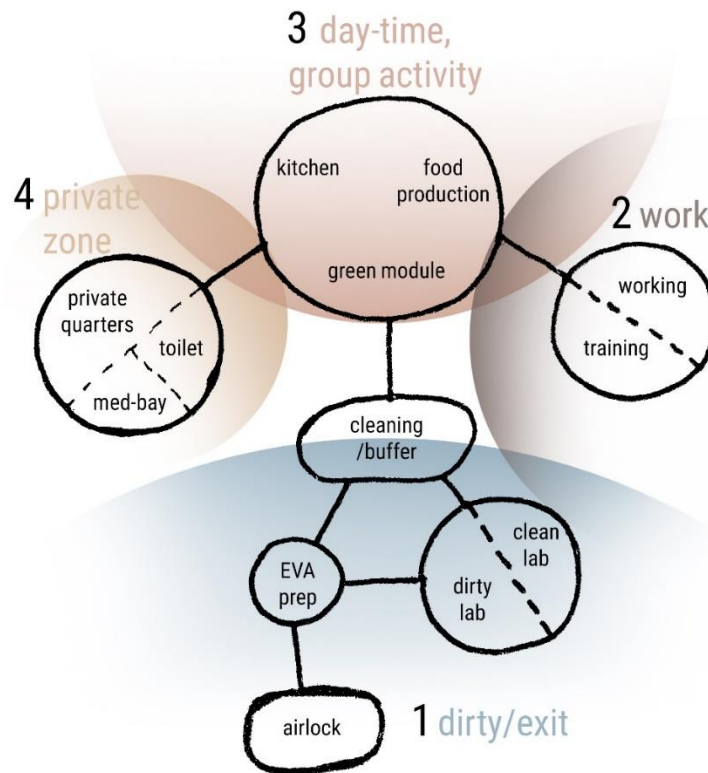 3 day-time,
group activity
kitchen
food
production
green module
4 private
zone
private
quarters
toilet
med-bay
2 work
working
training
cleaning
/buffer
EVA
prep
clean
lab
dirty
lab
airlock
1 dirty/exit